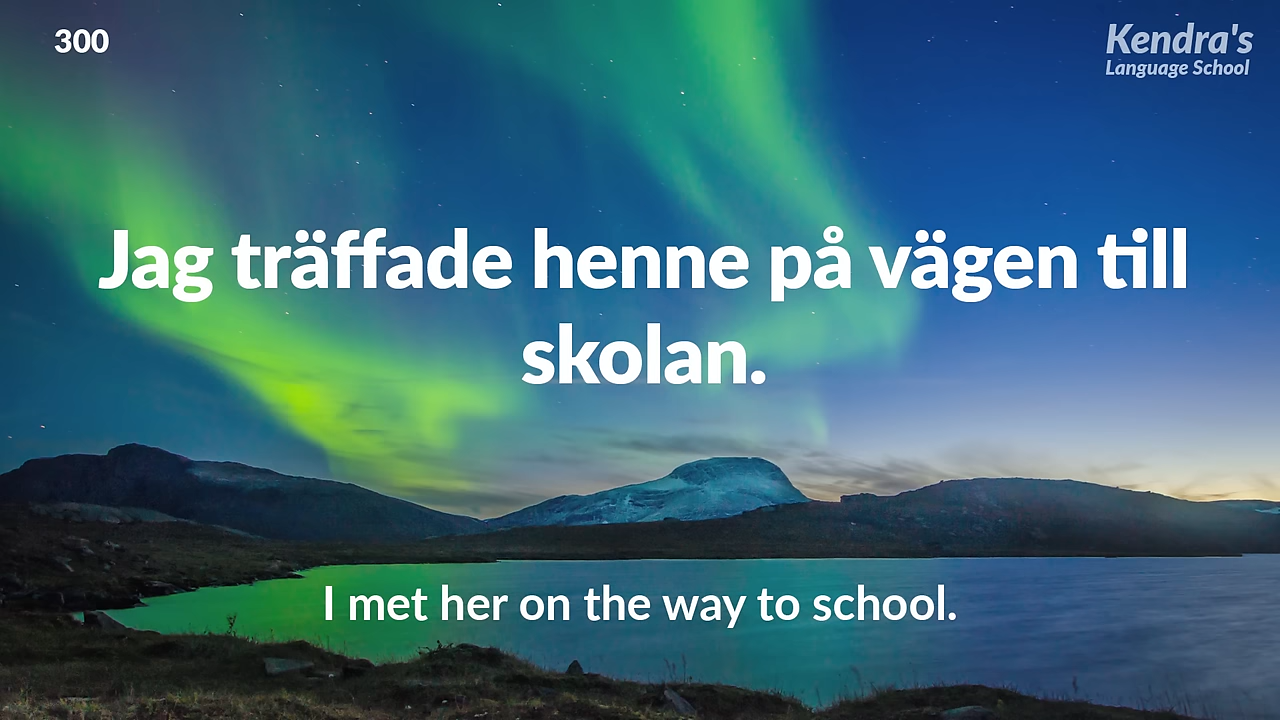 300
Kendra's
Language School
Jag träffade henne på vägen till
skolan.
I met her on the way to school.